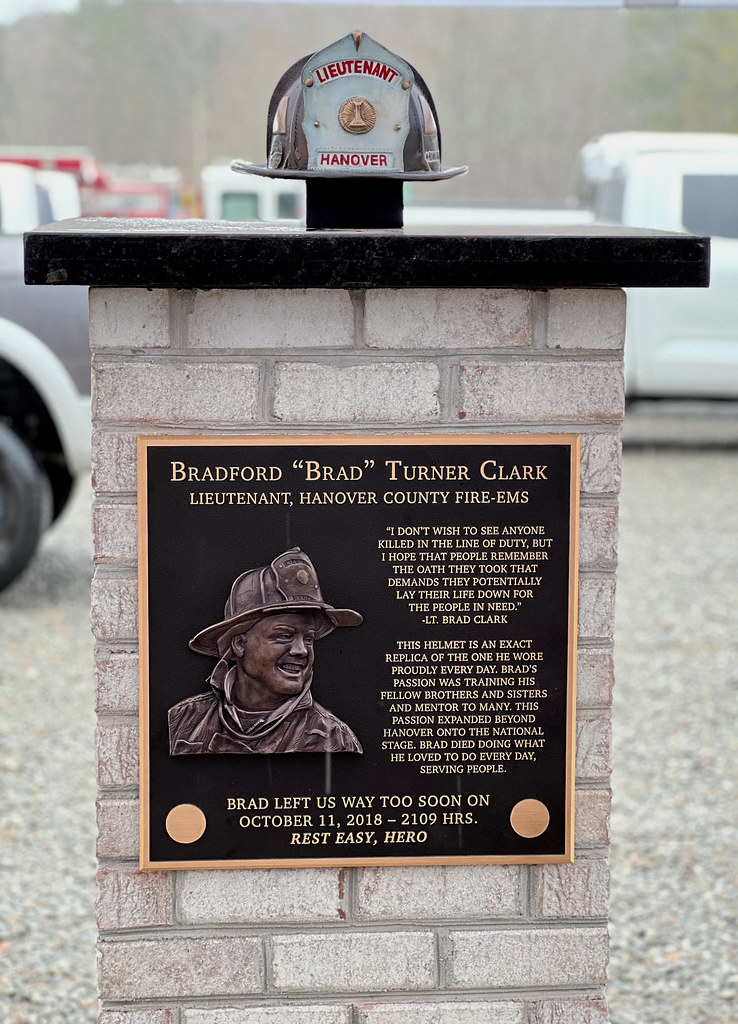 LIEUTENANT
HANOVER
BRADFORD “BRAD” TURNER CLARK
LIEUTENANT, HANOVER COUNTY FIRE-EMS
“I DON’T WISH TO SEE ANYONE
KILLED IN THE LINE OF DUTY, BUT
I HOPE THAT PEOPLE REMEMBER
THE OATH THEY TOOK THAT
DEMANDS THEY POTENTIALLY
LAY THEIR LIFE DOWN FOR
THE PEOPLE IN NEED.”
-LT. BRAD CLARK
THIS HELMET IS AN EXACT
REPLICA OF THE ONE HE WORE
PROUDLY EVERY DAY. BRAD’S
PASSION WAS TRAINING HIS
FELLOW BROTHERS AND SISTERS
AND MENTOR TO MANY. THIS
PASSION EXPANDED BEYOND
HANOVER ONTO THE NATIONAL
STAGE. BRAD DIED DOING WHAT
HE LOVED TO DO EVERY DAY,
SERVING PEOPLE.
BRAD LEFT US WAY TOO SOON ON
OCTOBER 11, 2018 – 2109 HRS.
REST EASY, HERO